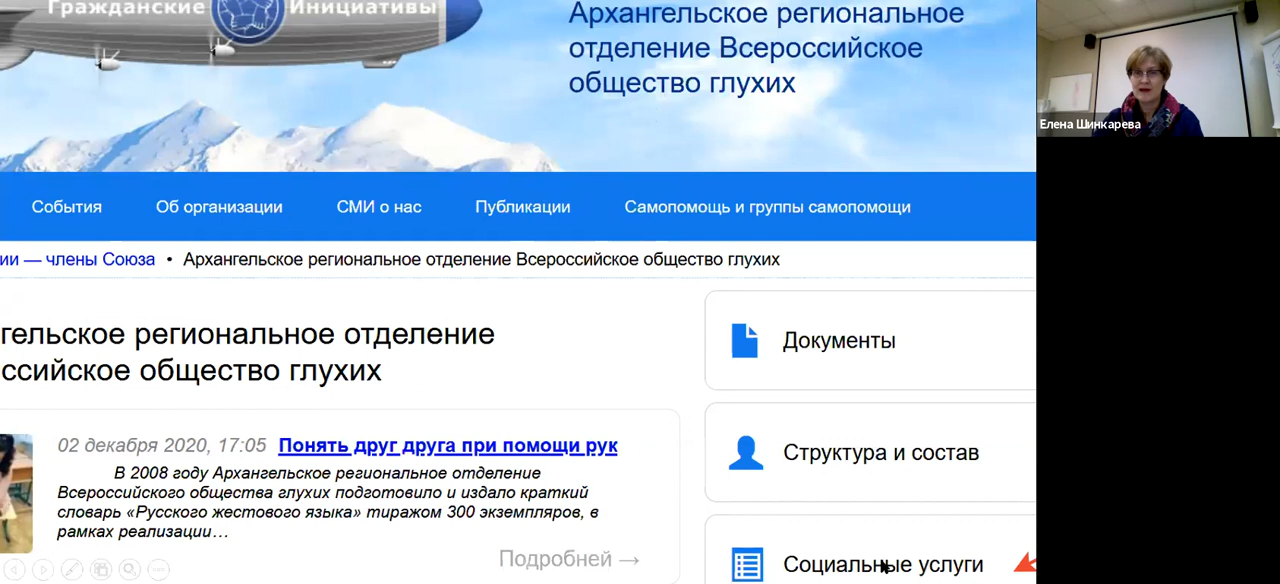 Гражданские Инициативы
Архангельское региональное
отделение Всероссийское
общество глухих
Елена Шинкарева
События
Об организации
СМИ о нас
Публикации
Самопомощь и группы самопомощи
ии — члены Союза • Архангельское региональное отделение Всероссийское общество глухих
гельское региональное отделение
ссийское общество глухих
Документы
Структура и состав
02 декабря 2020, 17:05 Понять друг друга при помощи рук
В 2008 году Архангельское региональное отделение
Всероссийского общества глухих подготовило и издало краткий
словарь «Русского жестового языка» тиражом 300 экземпляров, в
рамках реализации…
Подробней →
Социальные услуги